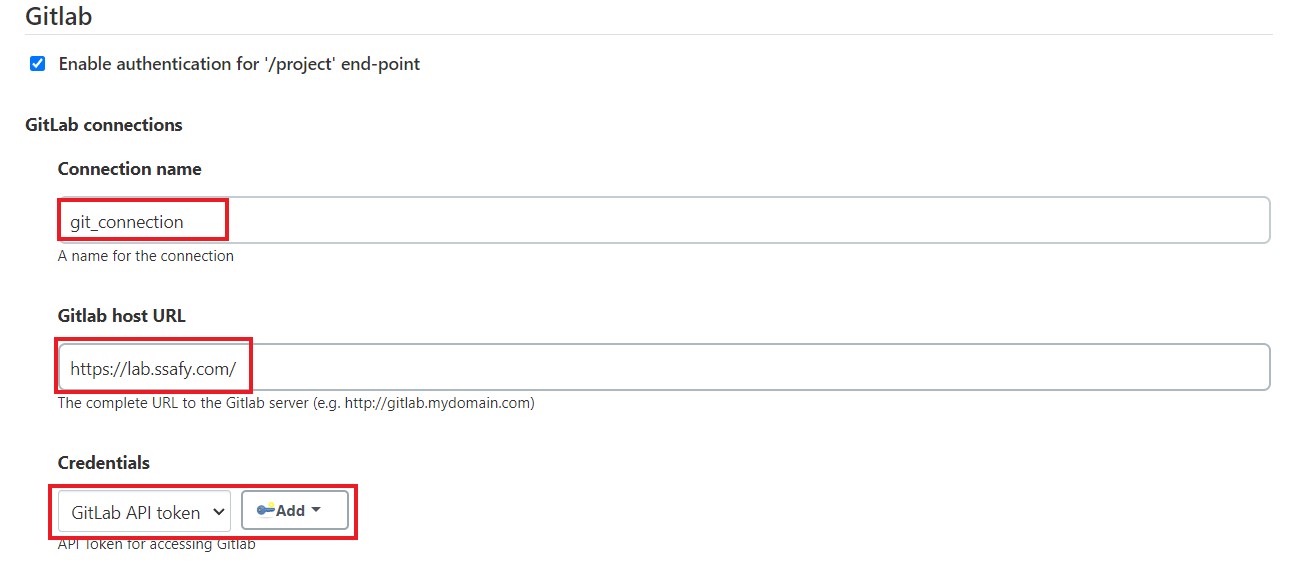 Gitlab
Enable authentication for '/project' end-point
GitLab connections
Connection name
git_connection
A name for the connection
Gitlab host URL
https://lab.ssafy.com/
The complete URL to the Gitlab server (e.g. http://gitlab.mydomain.com)
Credentials
GitLab API token Add
API Token for accessing Gitlab